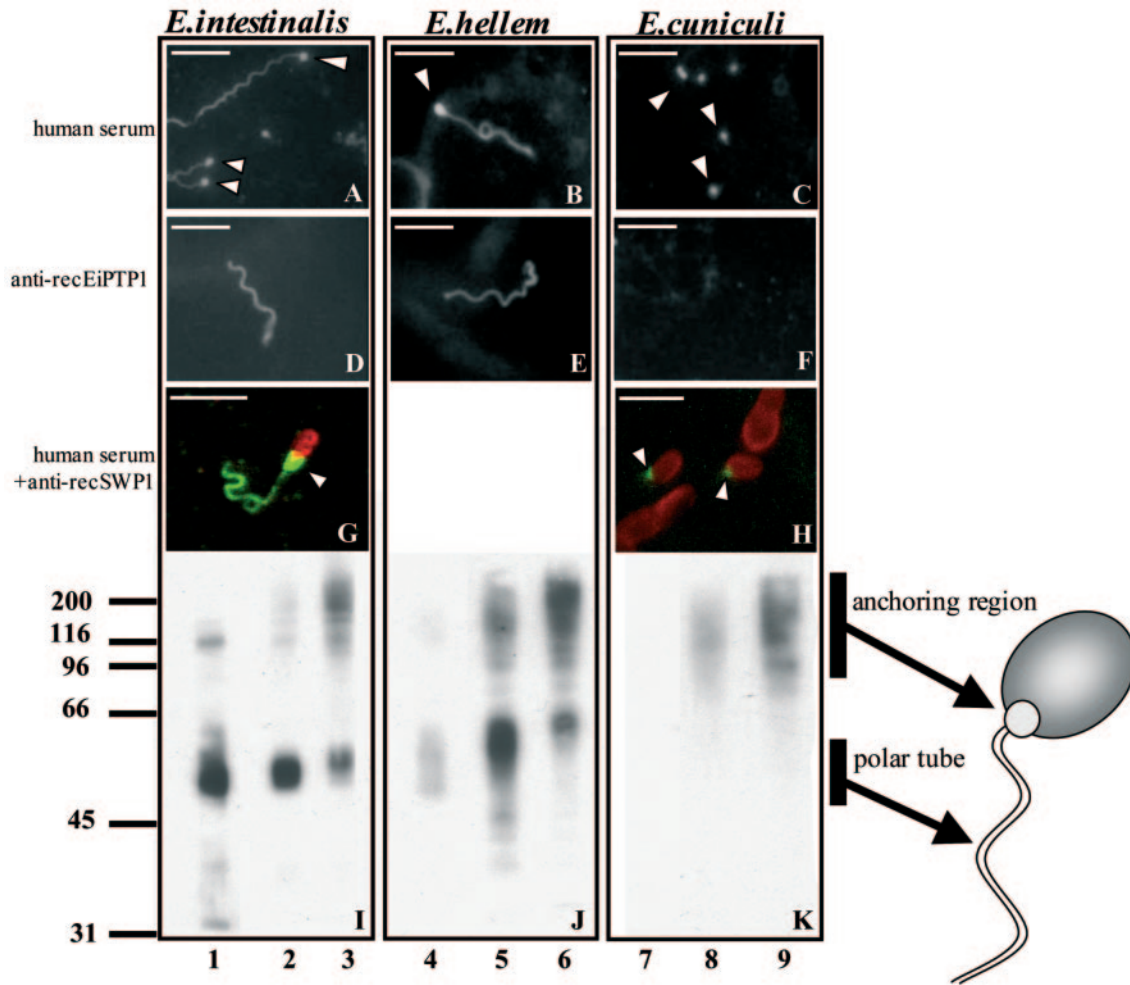 E.intestinalis E.hellem E.cuniculi
human serum
A B C
anti-recEiPTP1
D E F
human serum
+anti-recSWP1
G H
200
116
96
66
45
31
anchoring region
polar tube
I J K
1 2 3 4 5 6 7 8 9